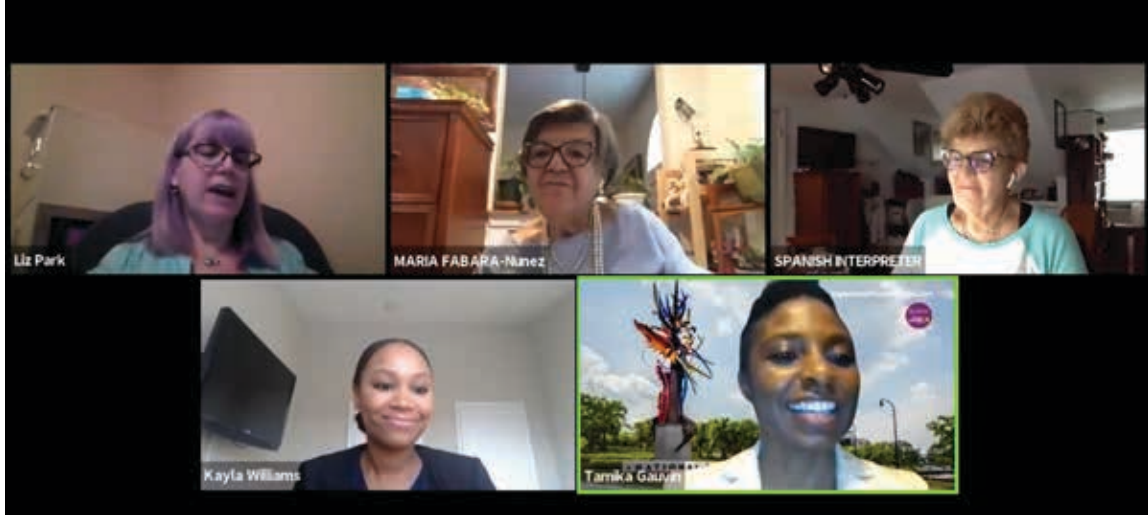 Liz Park
MARIA FABARA-Nunez
SPANISH INTERPRETER
Kayla Williams
Tamika Gauvin